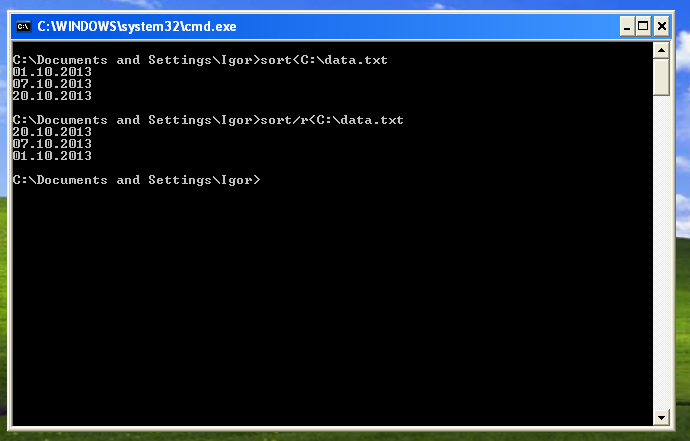 C:\WINDOWS\system32\cmd.exe
C:\Documents and Settings\Igor>sort<C:\data.txt
01.10.2013
07.10.2013
20.10.2013
C:\Documents and Settings\Igor>sort/r<C:\data.txt
20.10.2013
07.10.2013
01.10.2013
C:\Documents and Settings\Igor>